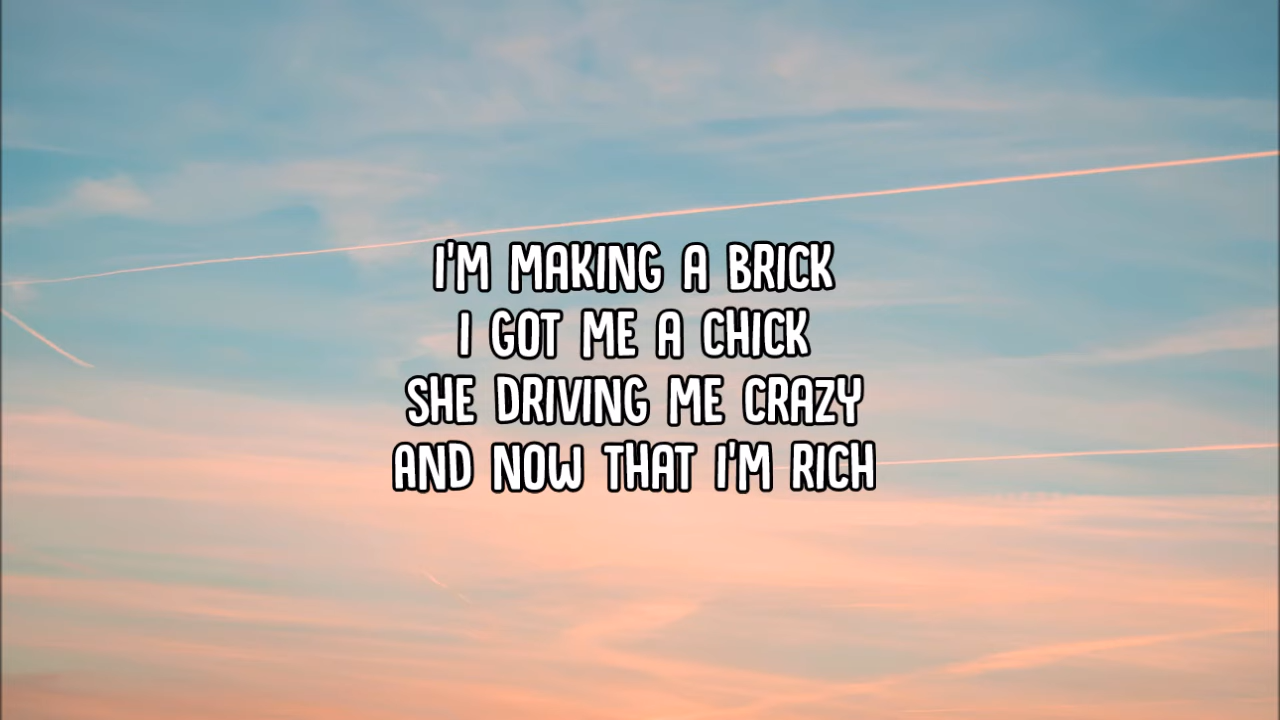 I'M MAKING A BRICK
I GOT ME A CHICK
SHE DRIVING ME CRAZY
AND NOW THAT I'M RICH